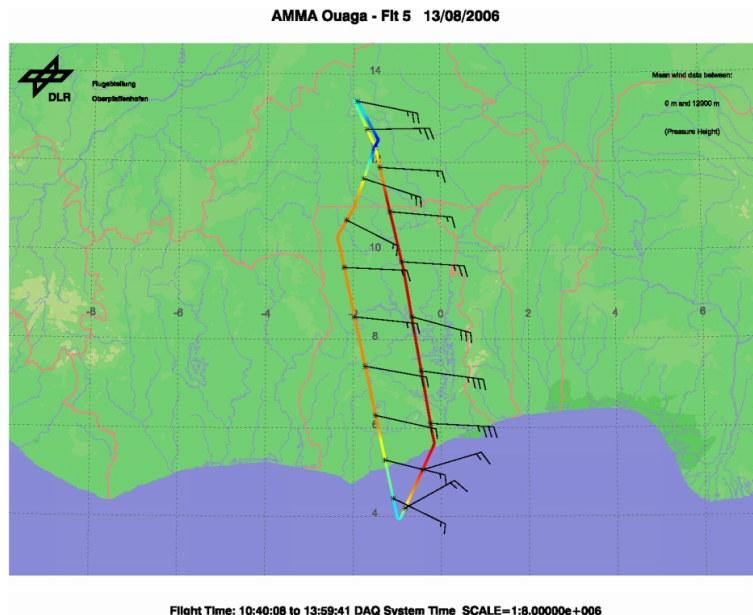 AMMA Ouaga - Flt 5 13/08/2006
DLR
Flugabteilung
Oberpfaffenhofen
14
Mean wind data between:
0 m and 12000 m
(Pressure Height)
10
-8
-6
-4
-2
0
2
4
6
8
6
4
Flight Time: 10:40:08 to 13:59:41 DAQ System Time SCALE=1:8.00000e+006